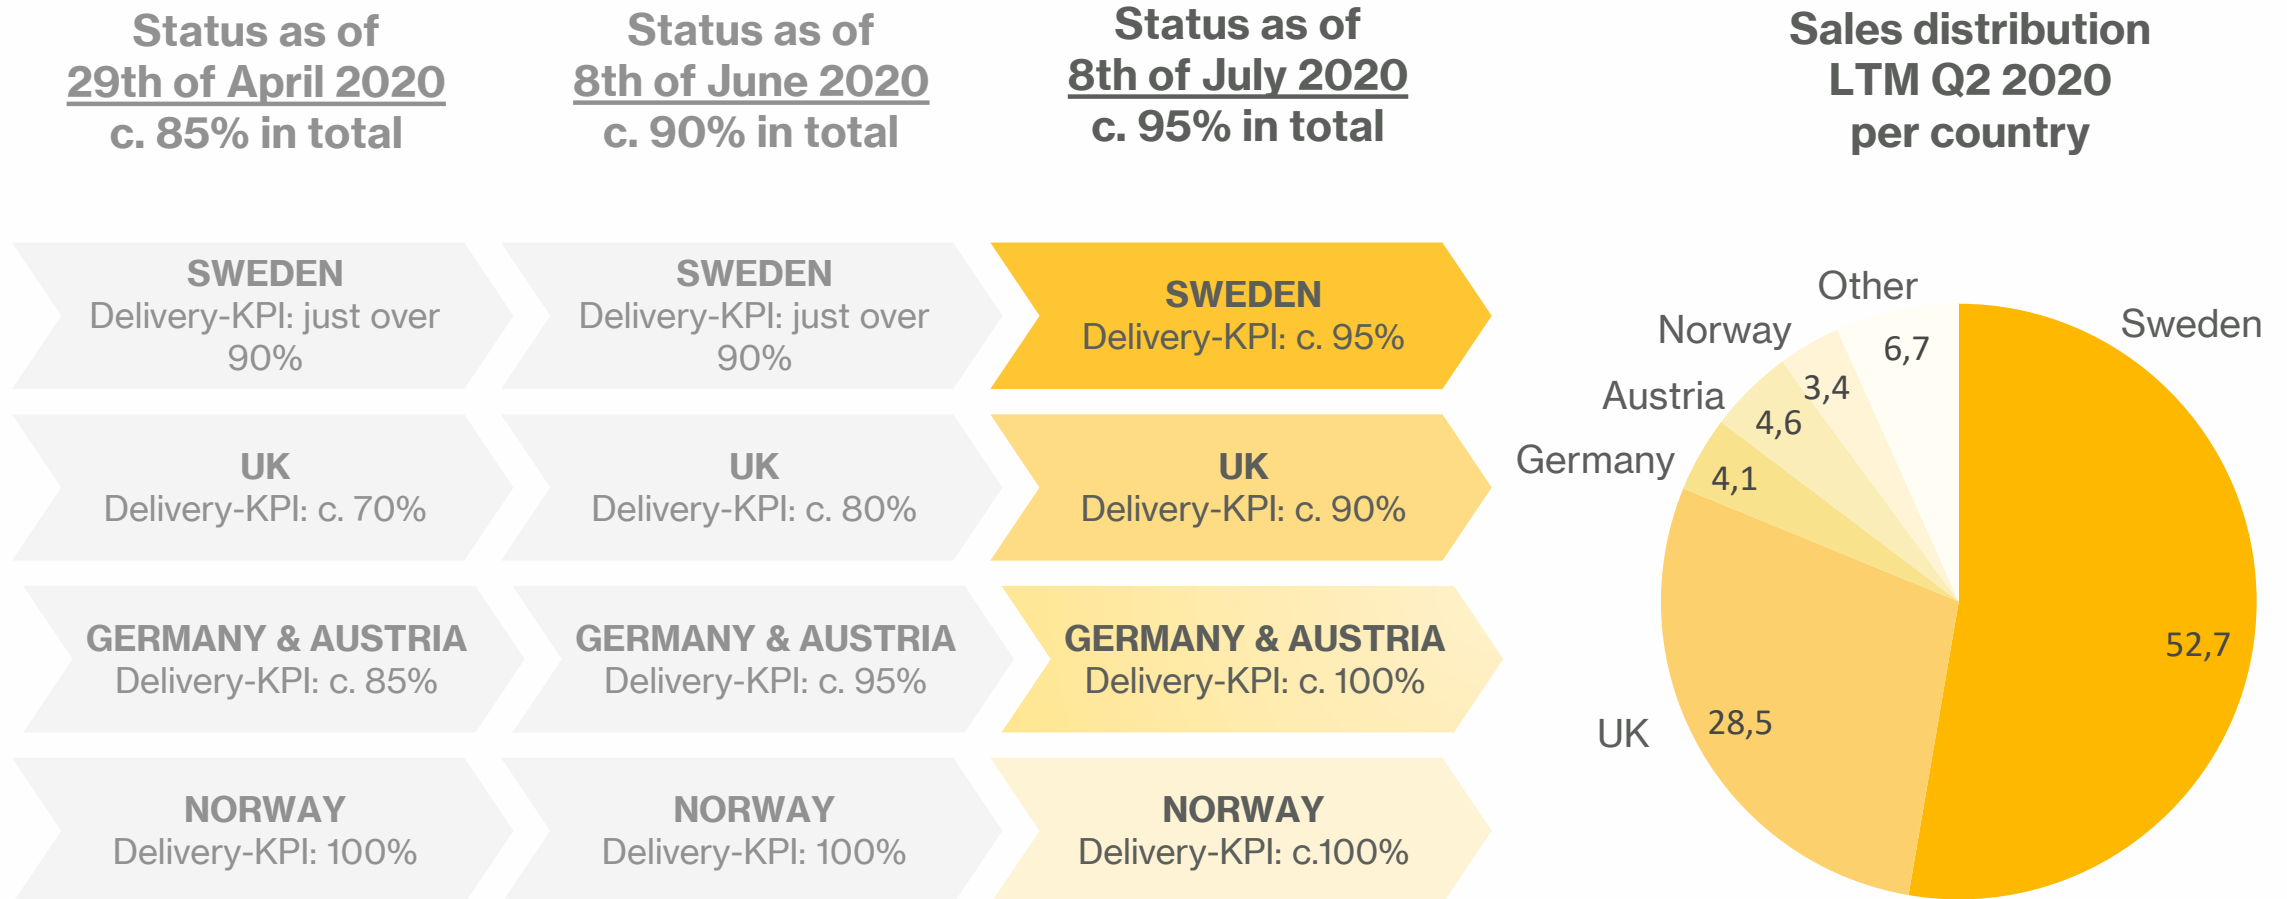 Status as of
29th of April 2020
c. 85% in total
Status as of
8th of June 2020
c. 90% in total
Status as of
8th of July 2020
c. 95% in total
Sales distribution
LTM Q2 2020
per country
SWEDEN
Delivery-KPI: just over
90%
SWEDEN
Delivery-KPI: just over
90%
SWEDEN
Delivery-KPI: c. 95%
UK
Delivery-KPI: c. 70%
UK
Delivery-KPI: c. 80%
UK
Delivery-KPI: c. 90%
GERMANY & AUSTRIA
Delivery-KPI: c. 85%
GERMANY & AUSTRIA
Delivery-KPI: c. 95%
GERMANY & AUSTRIA
Delivery-KPI: c. 100%
NORWAY
Delivery-KPI: 100%
NORWAY
Delivery-KPI: 100%
NORWAY
Delivery-KPI: c.100%
Other
6,7
Norway
3,4
Austria
4,6
Germany
4,1
UK
28,5
Sweden
52,7